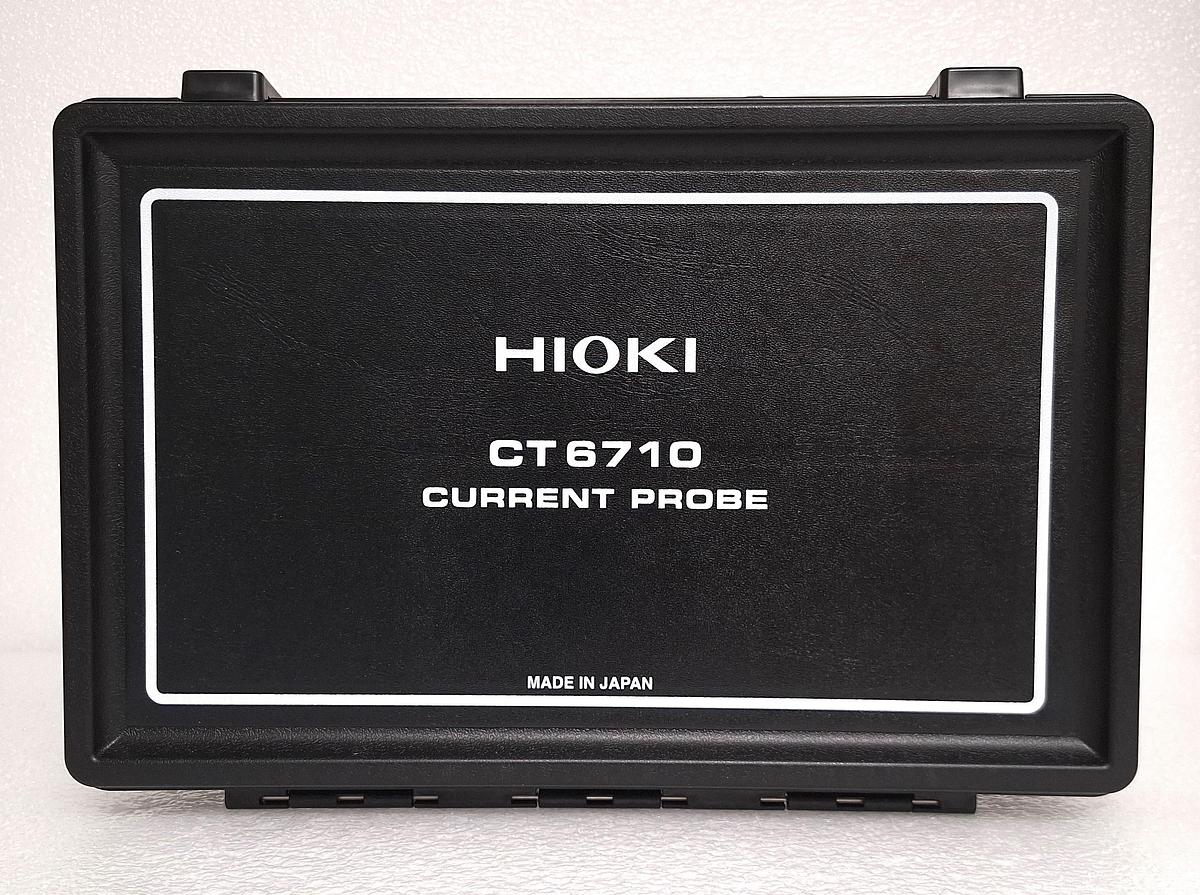 HIOKI
CT6710
CURRENT PROBE
MADE IN JAPAN